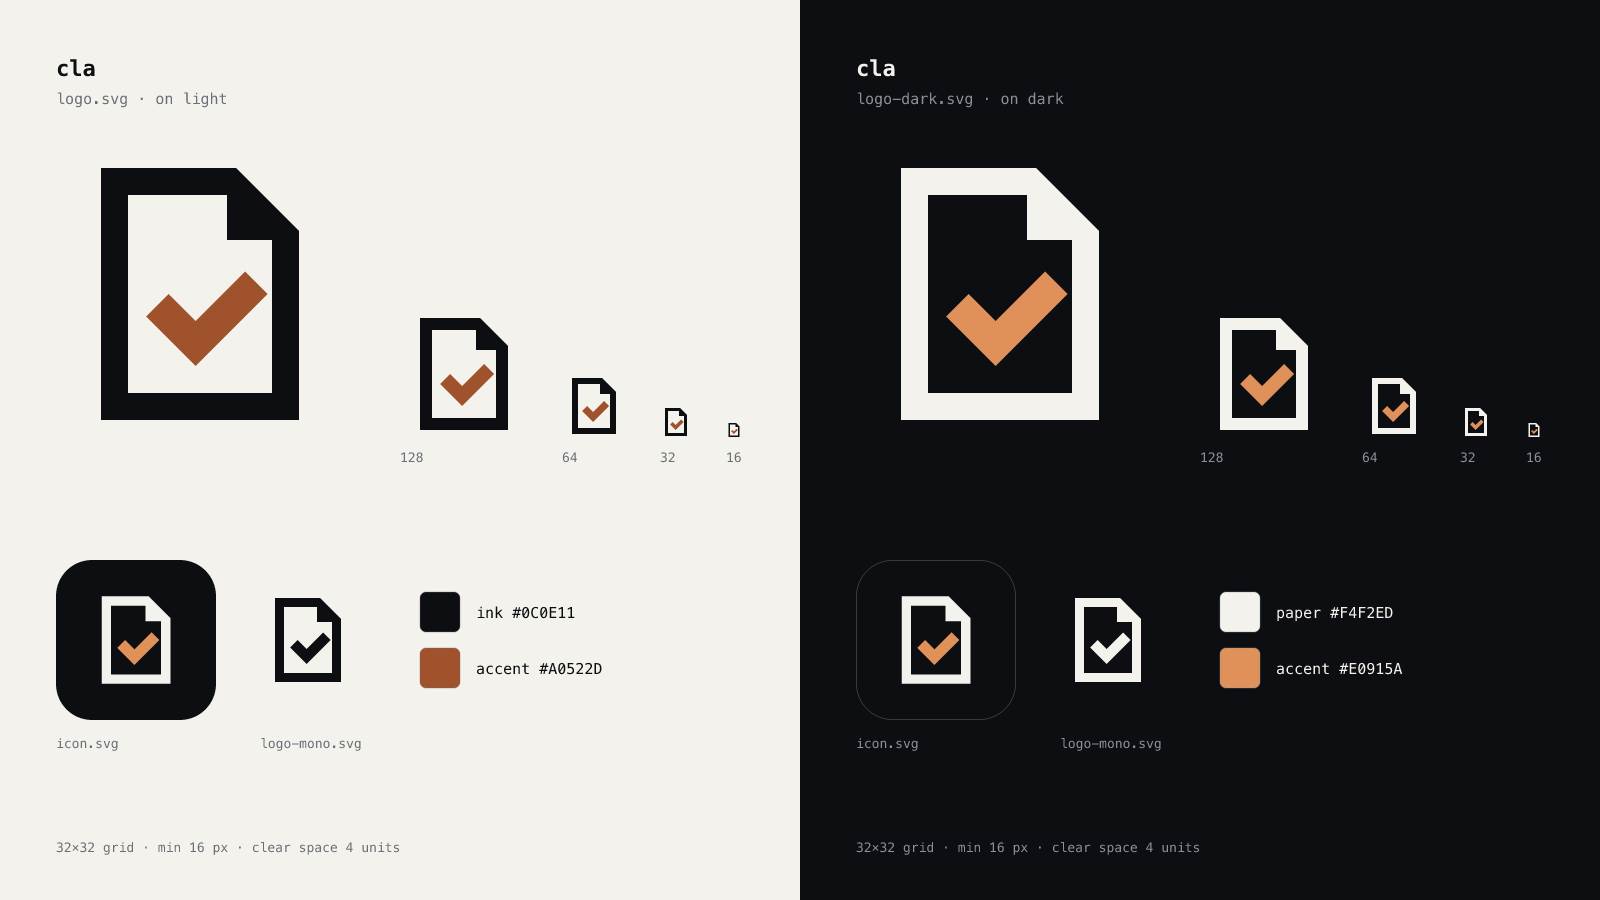 cla
logo.svg · on light
128 64 32 16
ink #0C0E11
accent #A0522D
icon.svg logo-mono.svg
32×32 grid · min 16 px · clear space 4 units
cla
logo-dark.svg · on dark
128 64 32 16
paper #F4F2ED
accent #E0915A
icon.svg logo-mono.svg
32×32 grid · min 16 px · clear space 4 units